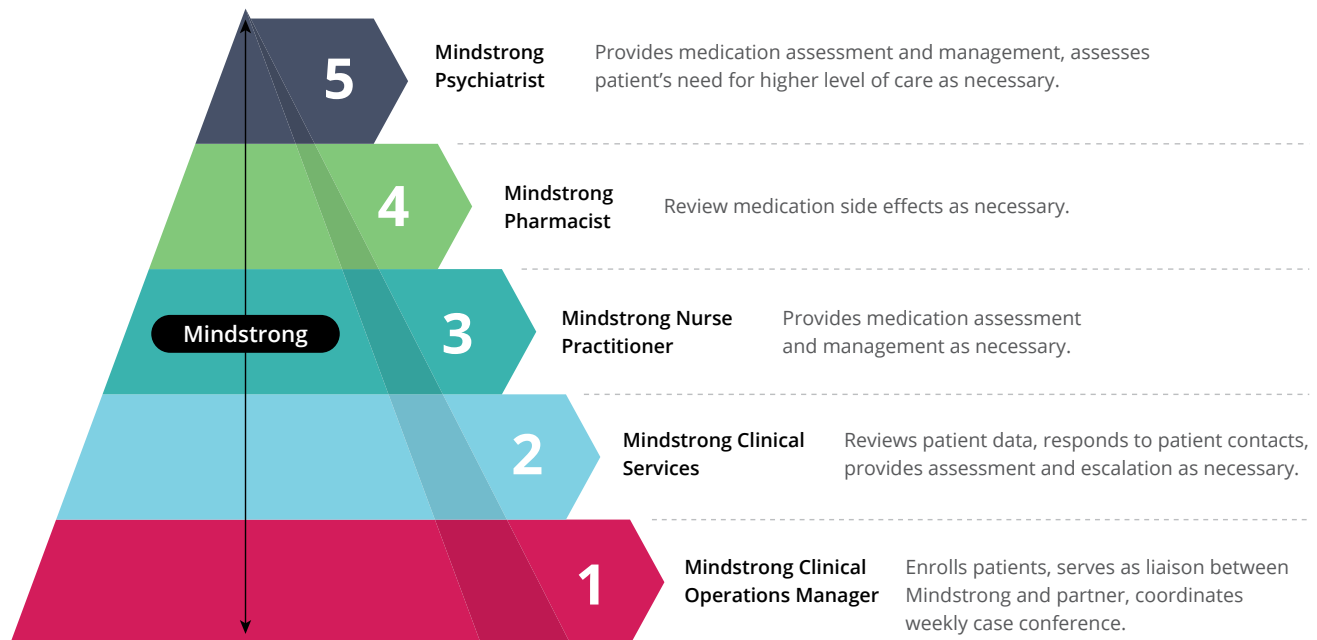 5
Mindstrong
Psychiatrist
Provides medication assessment and management, assesses
patient’s need for higher level of care as necessary.
4
Mindstrong
Pharmacist
Review medication side effects as necessary.
Mindstrong
3
Mindstrong Nurse
Practitioner
Provides medication assessment
and management as necessary.
2
Mindstrong Clinical
Services
Reviews patient data, responds to patient contacts,
provides assessment and escalation as necessary.
1
Mindstrong Clinical
Operations Manager
Enrolls patients, serves as liaison between
Mindstrong and partner, coordinates
weekly case conference.